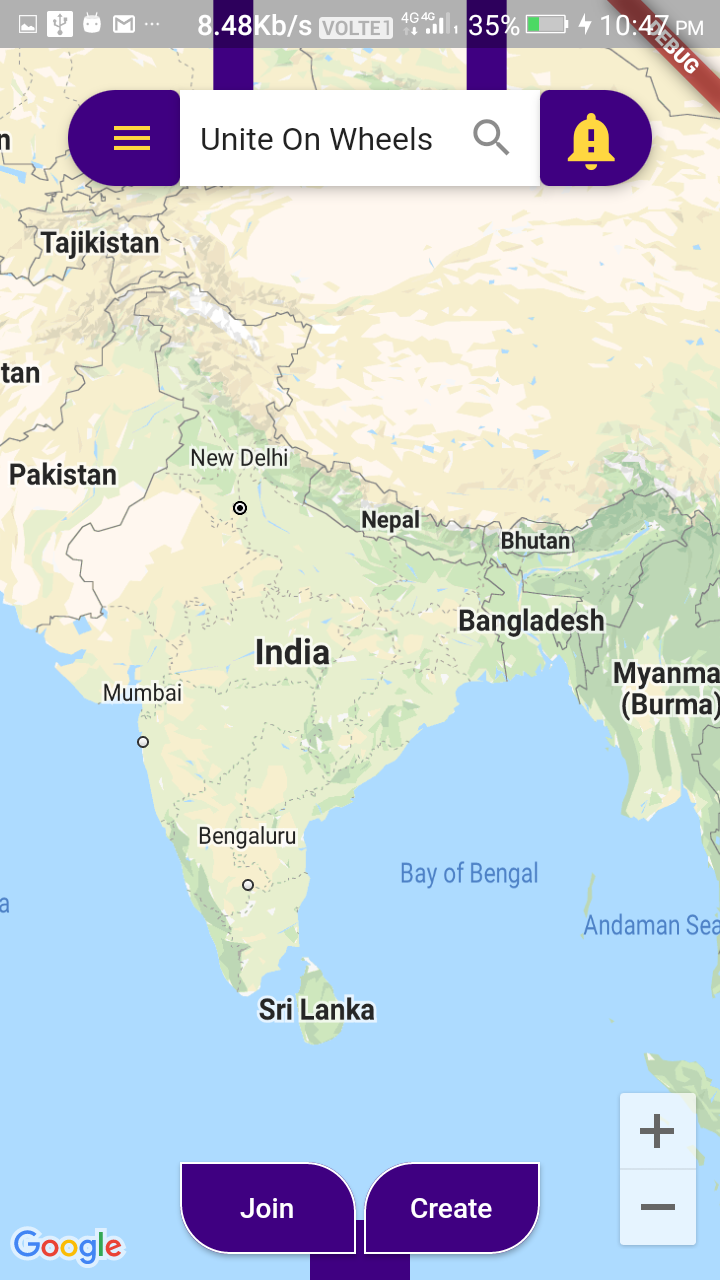 8.48Kb/s VOLTE1 4G 4G 1 35% 10:47 PM
DEBUG
n
Unite On Wheels
Tajikistan
tan
New Delhi
Pakistan
Nepal
Bhutan
Bangladesh
India
Myanma
(Burma)
Mumbai
Bengaluru
Bay of Bengal
a
Andaman Sea
Sri Lanka
+
−
Join
Create
Google